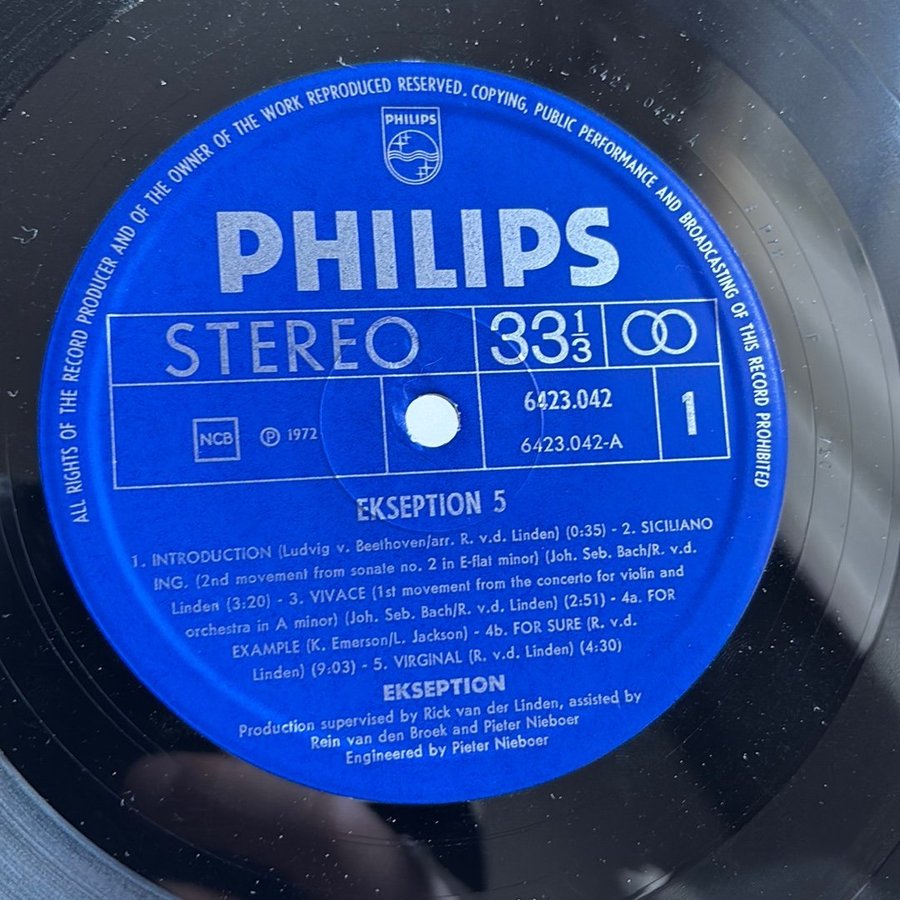 ALL RIGHTS OF THE RECORD PRODUCER AND OF THE OWNER OF THE WORK REPRODUCED RESERVED. COPYING, PUBLIC PERFORMANCE AND BROADCASTING OF THIS RECORD PROHIBITED
6423 042 A
PHILIPS
PHILIPS
STEREO 33⅓
NCB ℗ 1972 6423.042 1
6423.042-A
EKSEPTION 5
1. INTRODUCTION (Ludvig v. Beethoven/arr. R. v.d. Linden) (0:35) - 2. SICILIANO
ING. (2nd movement from sonate no. 2 in E-flat minor) (Joh. Seb. Bach/R. v.d.
Linden (3:20) - 3. VIVACE (1st movement from the concerto for violin and
orchestra in A minor) (Joh. Seb. Bach/R. v.d. Linden) (2:51) - 4a. FOR
EXAMPLE (K. Emerson/L. Jackson) - 4b. FOR SURE (R. v.d.
Linden) (9:03) - 5. VIRGINAL (R. v.d. Linden) (4:30)
EKSEPTION
Production supervised by Rick van der Linden, assisted by
Rein van den Broek and Pieter Nieboer
Engineered by Pieter Nieboer